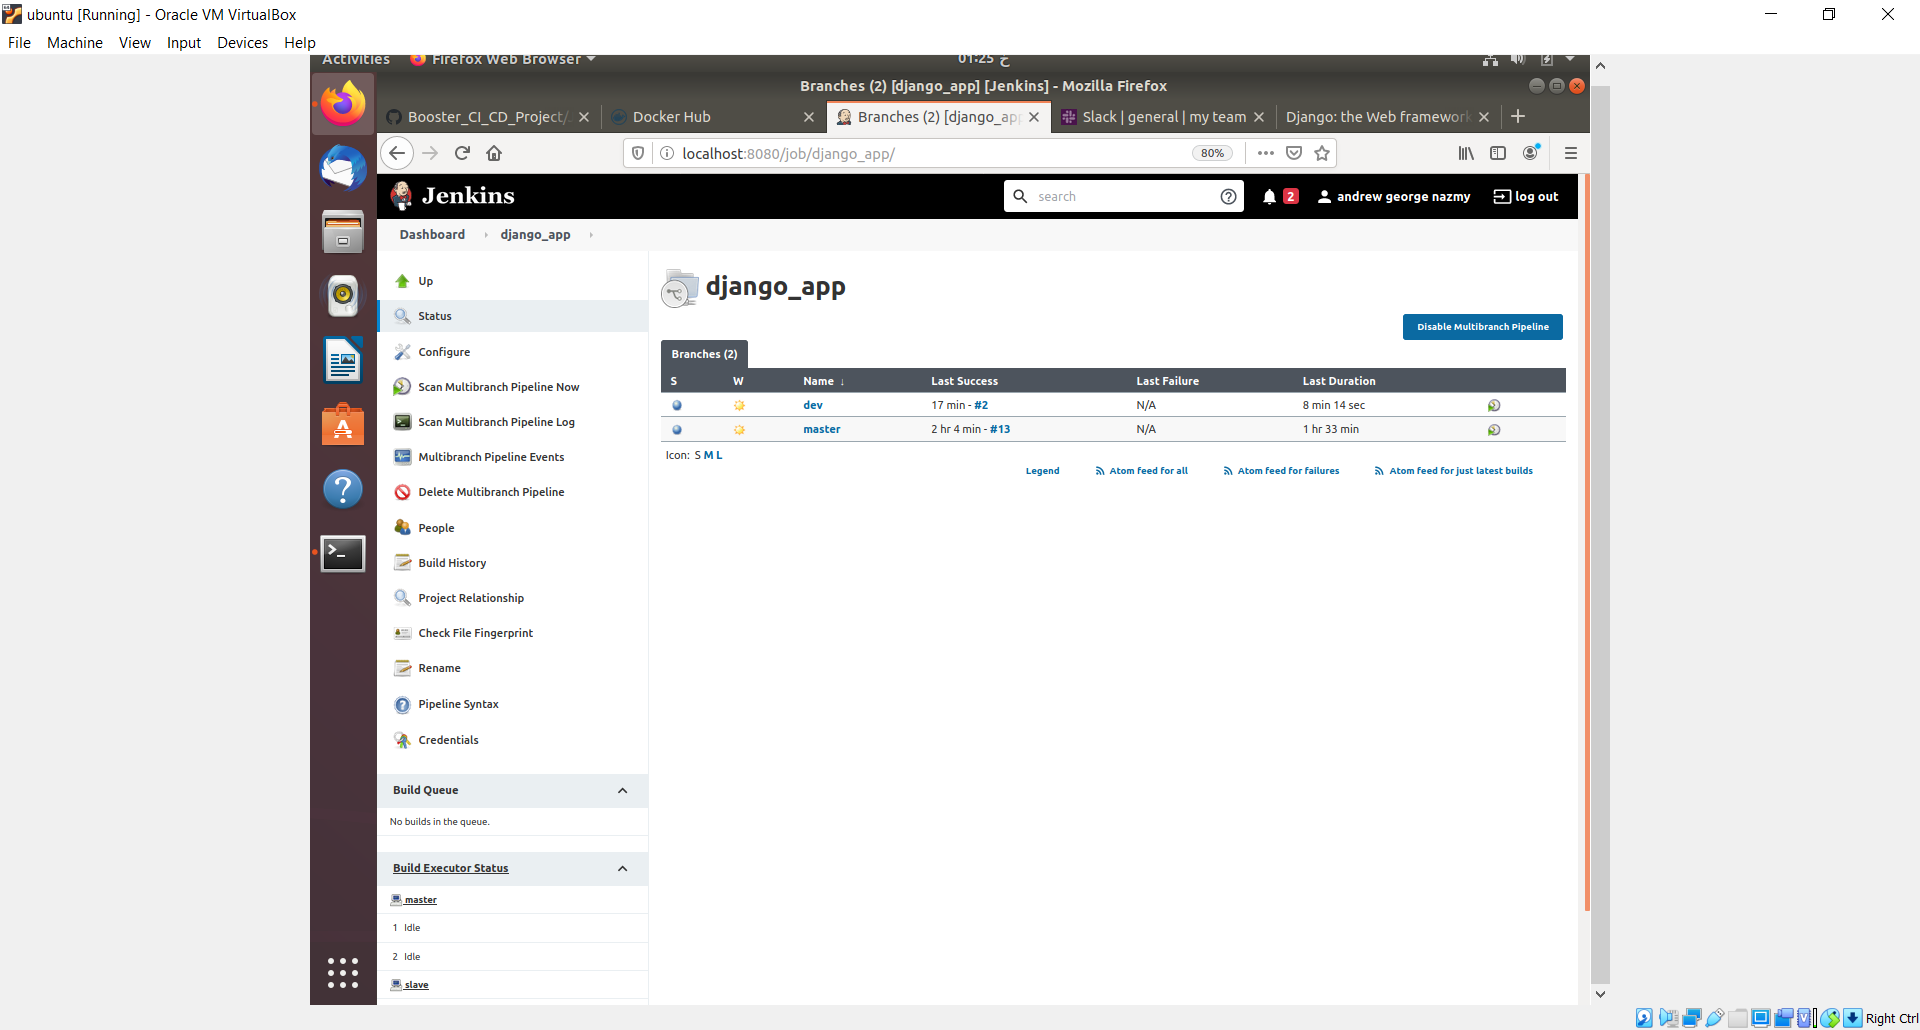 ubuntu [Running] - Oracle VM VirtualBox
File Machine View Input Devices Help
Activities Firefox Web Browser 01:25 ح
Branches (2) [django_app] [Jenkins] - Mozilla Firefox
Booster_CI_CD_Project/ Docker Hub Branches (2) [django_app Slack | general | my team Django: the Web framework
localhost:8080/job/django_app/ 80%
Jenkins search 2 andrew george nazmy log out
Dashboard django_app
Up
Status
Configure
Scan Multibranch Pipeline Now
Scan Multibranch Pipeline Log
Multibranch Pipeline Events
Delete Multibranch Pipeline
People
Build History
Project Relationship
Check File Fingerprint
Rename
Pipeline Syntax
Credentials
Build Queue
No builds in the queue.
Build Executor Status
master
1 Idle
2 Idle
slave
django_app
Disable Multibranch Pipeline
Branches (2)
S W Name ↓ Last Success Last Failure Last Duration
dev 17 min - #2 N/A 8 min 14 sec
master 2 hr 4 min - #13 N/A 1 hr 33 min
Icon: S M L
Legend Atom feed for all Atom feed for failures Atom feed for just latest builds
Right Ctrl